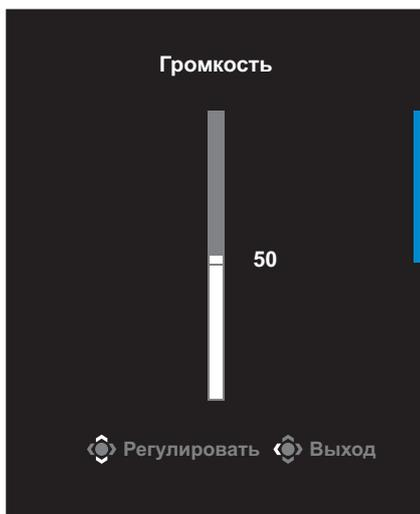 Громкость
50
Регулировать Выход